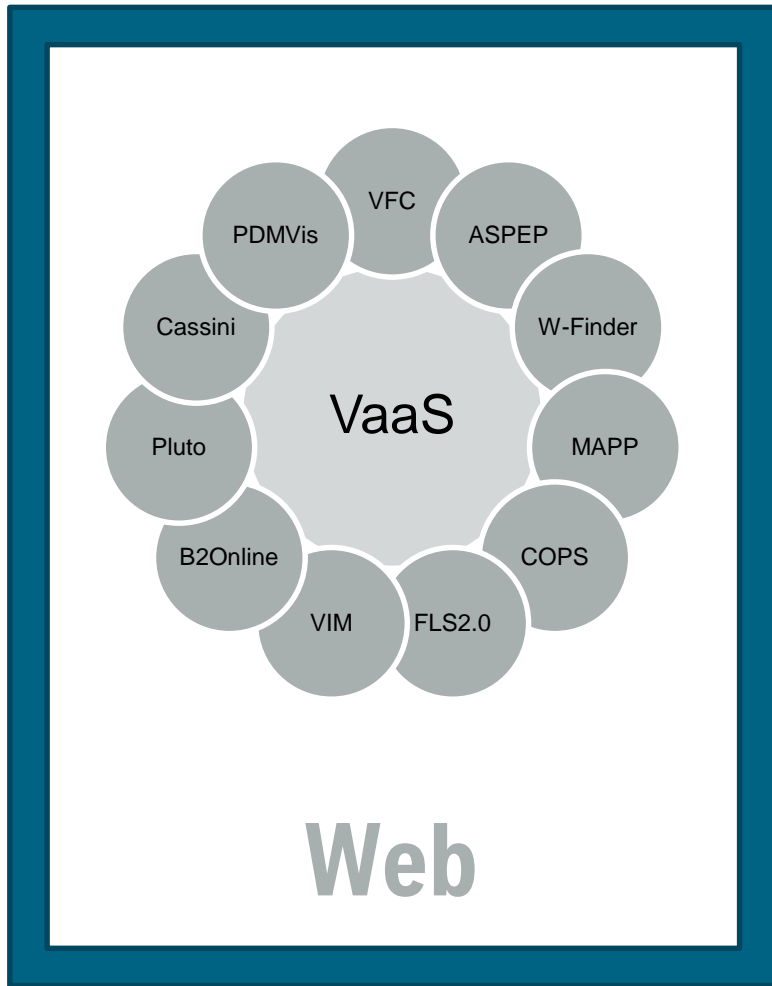 VFC
PDMVis
ASPEP
Cassini
W-Finder
VaaS
Pluto
MAPP
B2Online
COPS
VIM
FLS2.0
Web